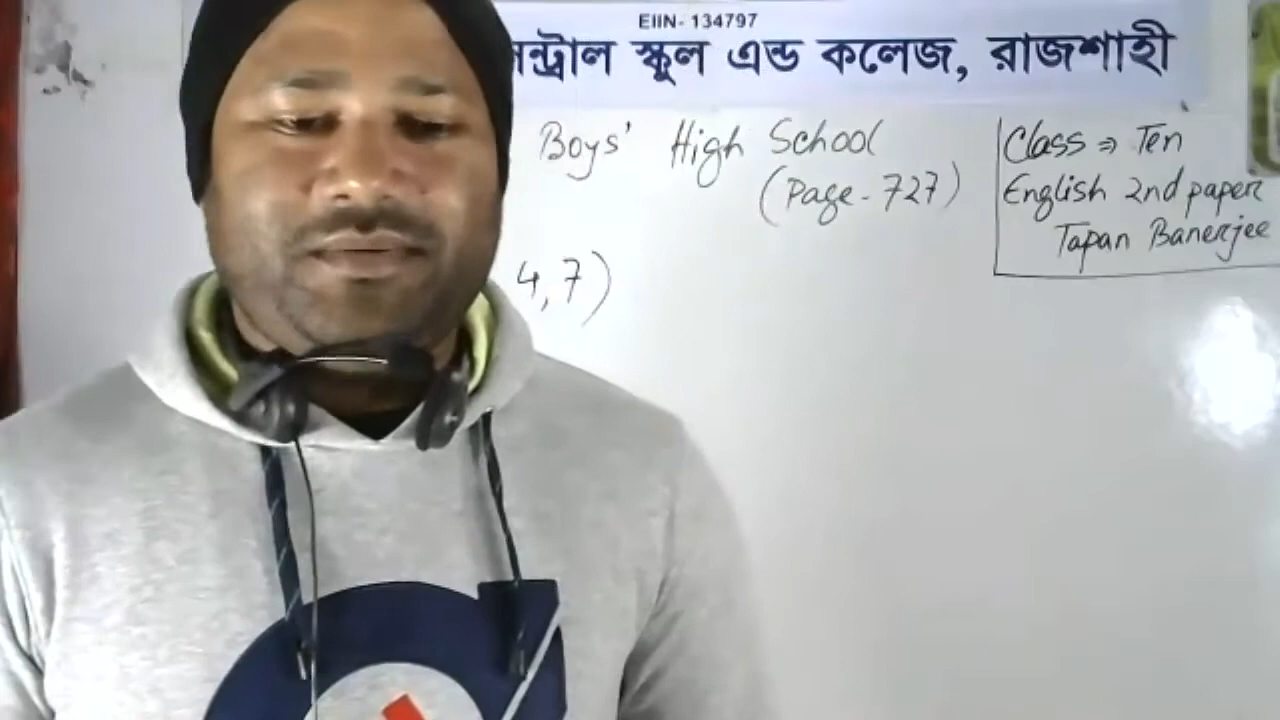 EIIN- 134797
ন্ট্রাল স্কুল এন্ড কলেজ, রাজশাহী
Boys' High School
(Page-727)
4,7)
Class ⇒ Ten
English 2nd paper
Tapan Banerjee